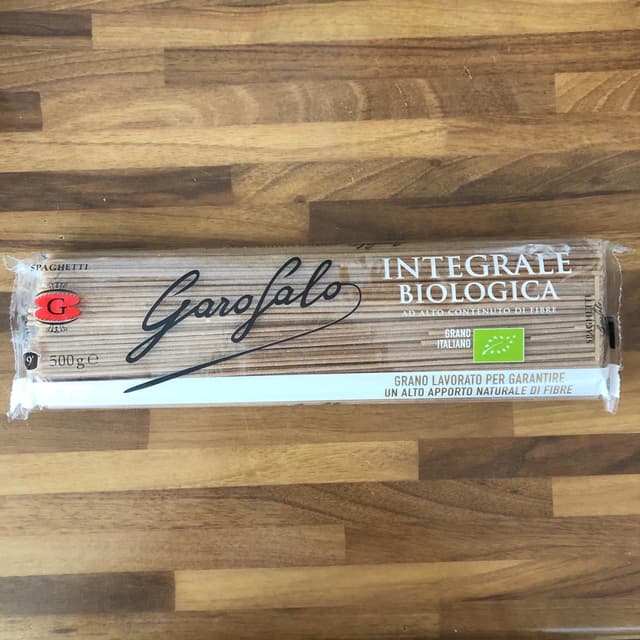 SPAGHETTI
G
9'
500g e
Garofalo
INTEGRALE
BIOLOGICA
AD ALTO CONTENUTO DI FIBRE
GRANO
ITALIANO
GRANO LAVORATO PER GARANTIRE
UN ALTO APPORTO NATURALE DI FIBRE
SPAGHETTI
Garofalo